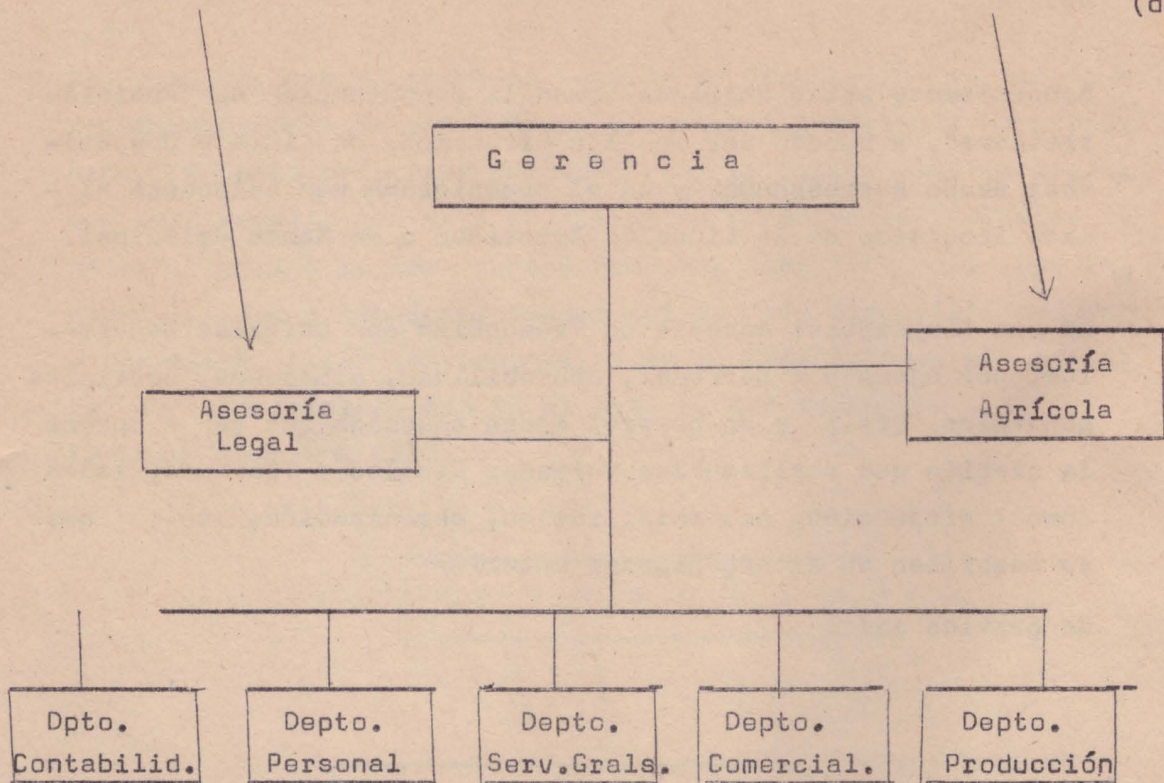 (d
Gerencia
Asesoría
Agrícola
Asesoría
Legal
Dpto.
Contabilid.
Depto.
Personal
Depto.
Serv.Grals.
Depto.
Comercial.
Depto.
Producción